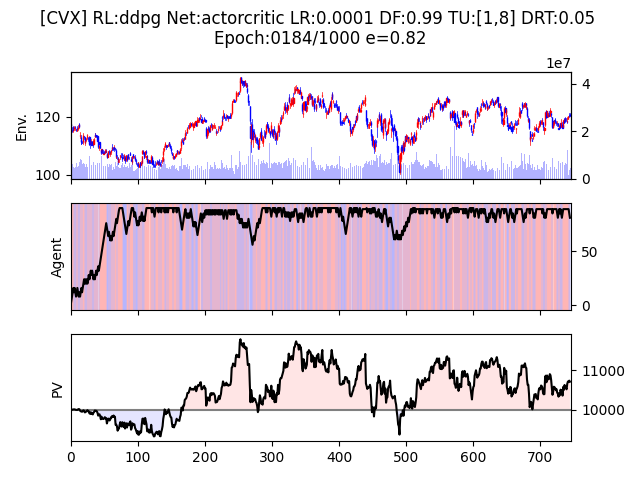 [CVX] RL:ddpg Net:actorcritic LR:0.0001 DF:0.99 TU:[1,8] DRT:0.05
Epoch:0184/1000 e=0.82
1e7
Env.
120
100
4
2
0
Agent
50
0
PV
11000
10000
0 100 200 300 400 500 600 700